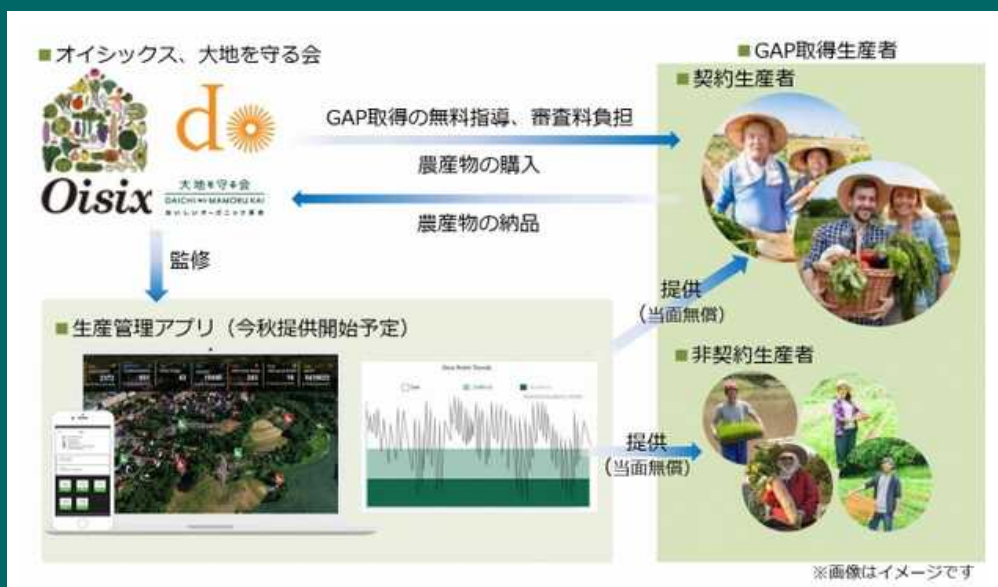 ■オイシックス、大地を守る会
■GAP取得生産者
■契約生産者
do
GAP取得の無料指導、審査料負担
農産物の購入
Oisix
大地を守る会
DAICHI WO MAMORU KAI
農産物の納品
監修
提供
(当面無償)
■生産管理アプリ（今秋提供開始予定）
■非契約生産者
提供
(当面無償)
※画像はイメージです